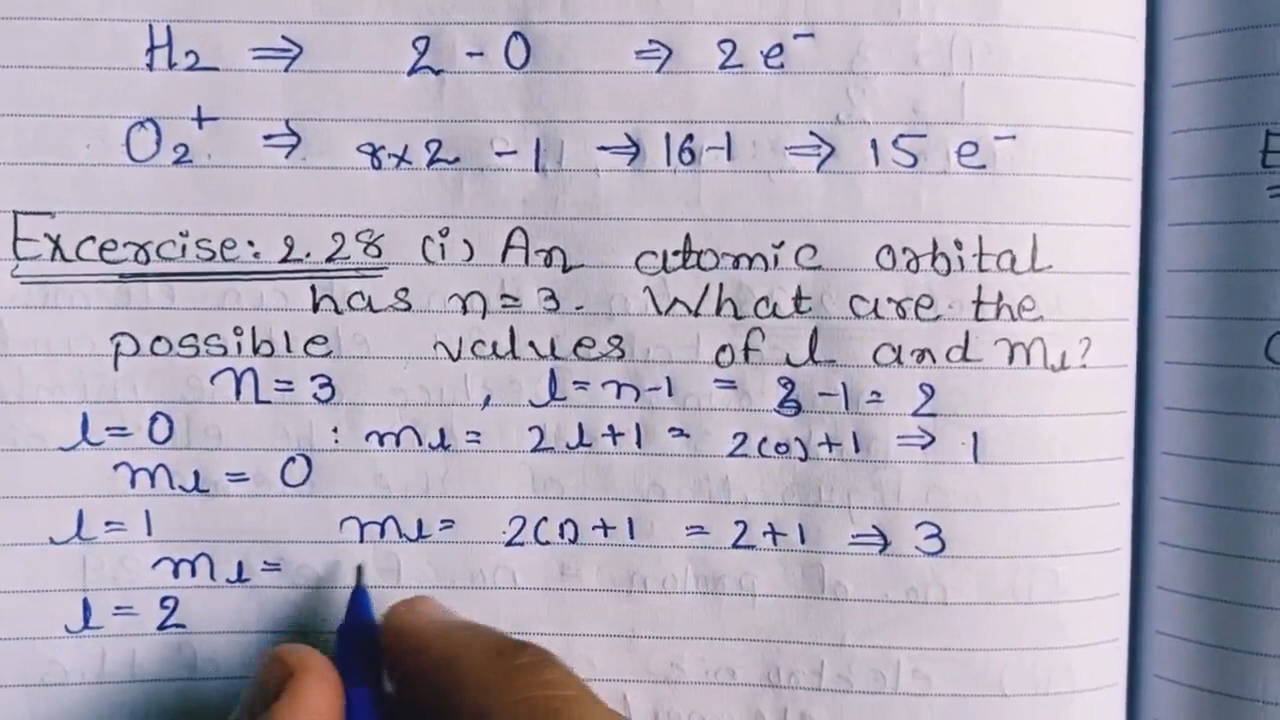 H₂ ⇒ 2 - 0 ⇒ 2 e⁻
O₂⁺ ⇒ 8x2 - 1 → 16-1 ⇒ 15 e⁻
Excercise: 2.28 (i) An atomic orbital
has n=3. What are the
possible values of l and mₗ?
n = 3 , l = n-1 = 3 -1 = 2
l = 0 : mₗ = 2l+1 = 2(0)+1 ⇒ 1
mₗ = 0
l = 1 mₗ = 2(1)+1 = 2+1 ⇒ 3
mₗ =
l = 2